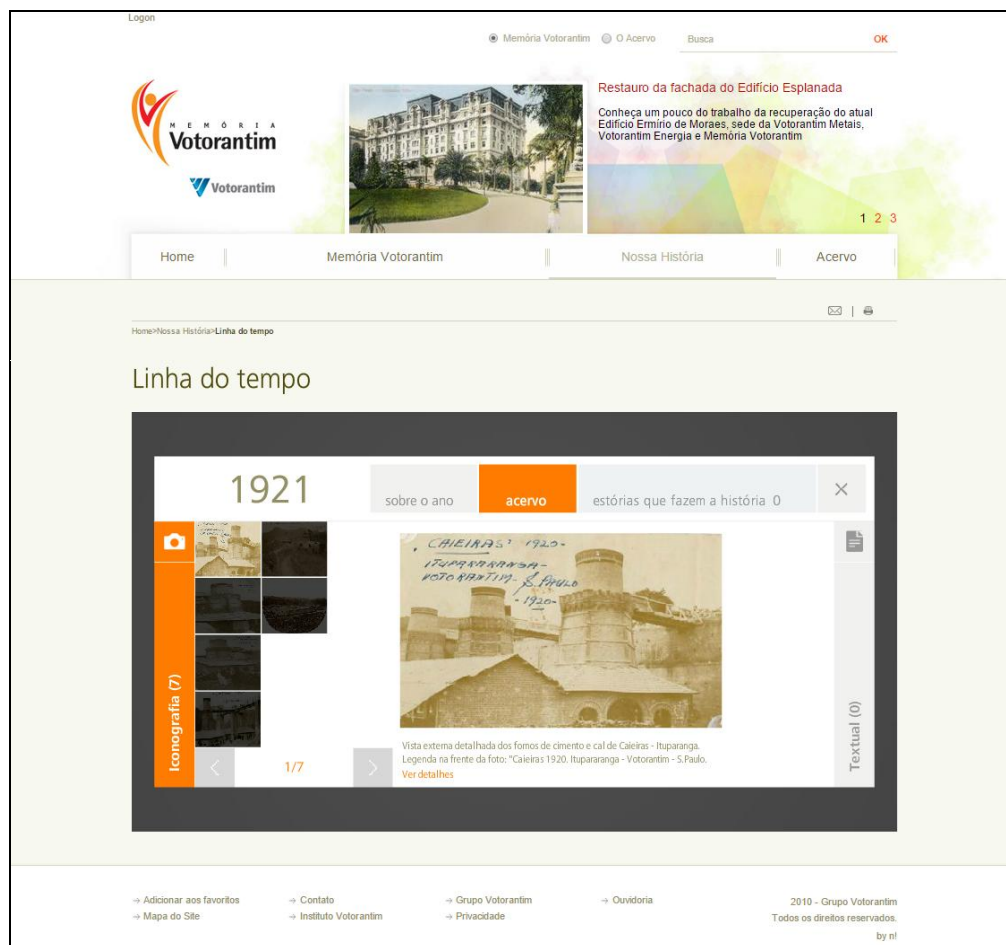 Logon
Memória Votorantim O Acervo Busca OK
MEMÓRIA
Votorantim
Votorantim
Restauro da fachada do Edifício Esplanada
Conheça um pouco do trabalho da recuperação do atual
Edifício Ermírio de Moraes, sede da Votorantim Metais,
Votorantim Energia e Memória Votorantim
1 2 3
Home Memória Votorantim Nossa História Acervo
Home>Nossa História>Linha do tempo
Linha do tempo
1921
sobre o ano acervo estórias que fazem a história 0
Iconografia (7)
"CAIEIRAS" 1920-
ITUPARARANGA-
VOTORANTIM- S. PAULO
-1920-
Vista externa detalhada dos fornos de cimento e cal de Caieiras - Ituparanga.
Legenda na frente da foto: "Caieiras 1920. Itupararanga - Votorantim - S.Paulo.
Ver detalhes
1/7
Textual (0)
→ Adicionar aos favoritos → Contato → Grupo Votorantim → Ouvidoria 2010 - Grupo Votorantim
→ Mapa do Site → Instituto Votorantim → Privacidade Todos os direitos reservados.
by n!